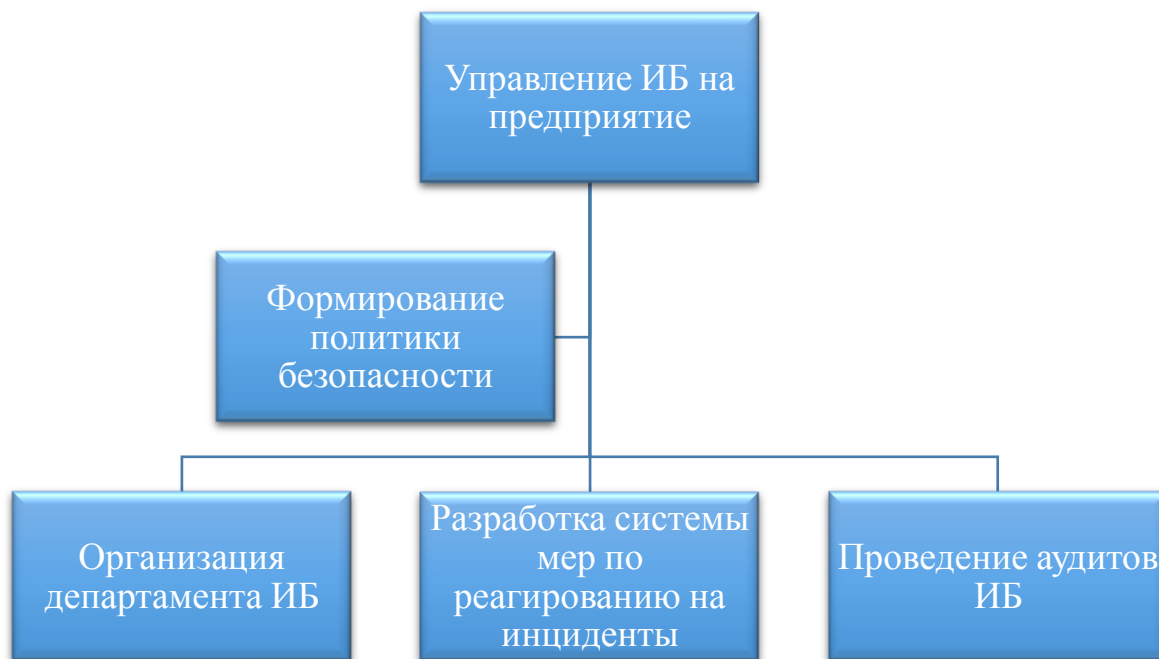 Управление ИБ на
предприятие
Формирование
политики
безопасности
Организация
департамента ИБ
Разработка системы
мер по
реагированию на
инциденты
Проведение аудитов
ИБ